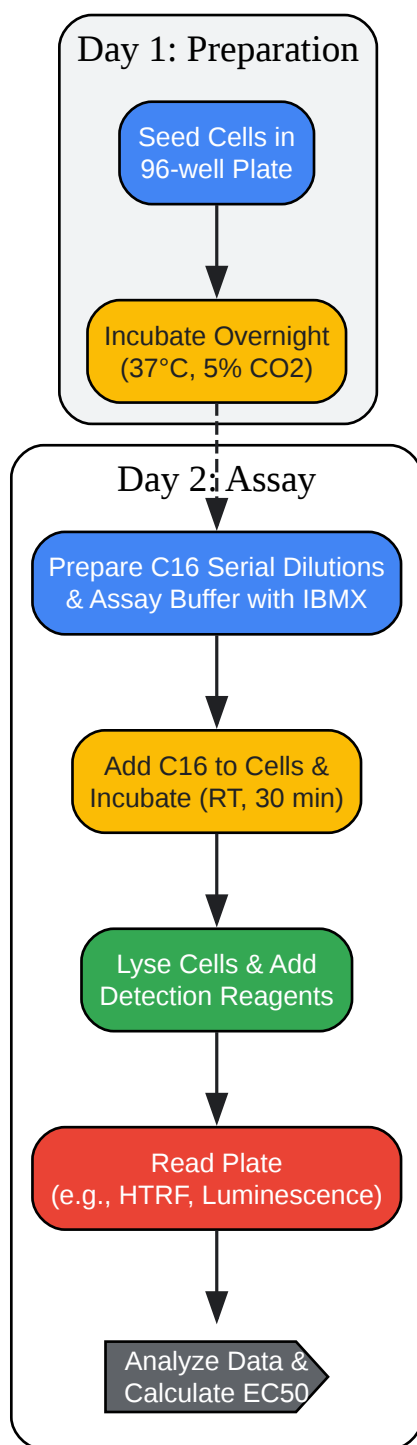 Day 1: Preparation
Seed Cells in
96-well Plate
Incubate Overnight
(37°C, 5% CO2)
Day 2: Assay
Prepare C16 Serial Dilutions
& Assay Buffer with IBMX
Add C16 to Cells &
Incubate (RT, 30 min)
Lyse Cells & Add
Detection Reagents
Read Plate
(e.g., HTRF, Luminescence)
Analyze Data &
Calculate EC50